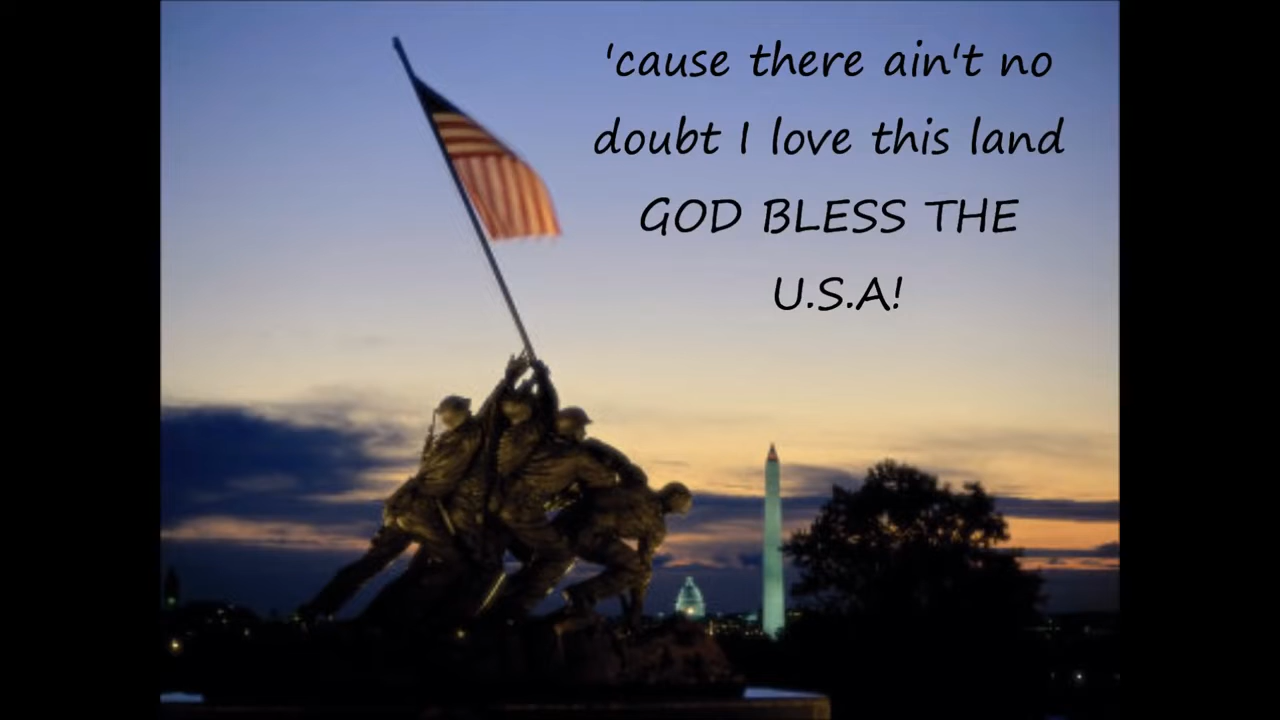 'cause there ain't no
doubt I love this land
GOD BLESS THE
U.S.A!